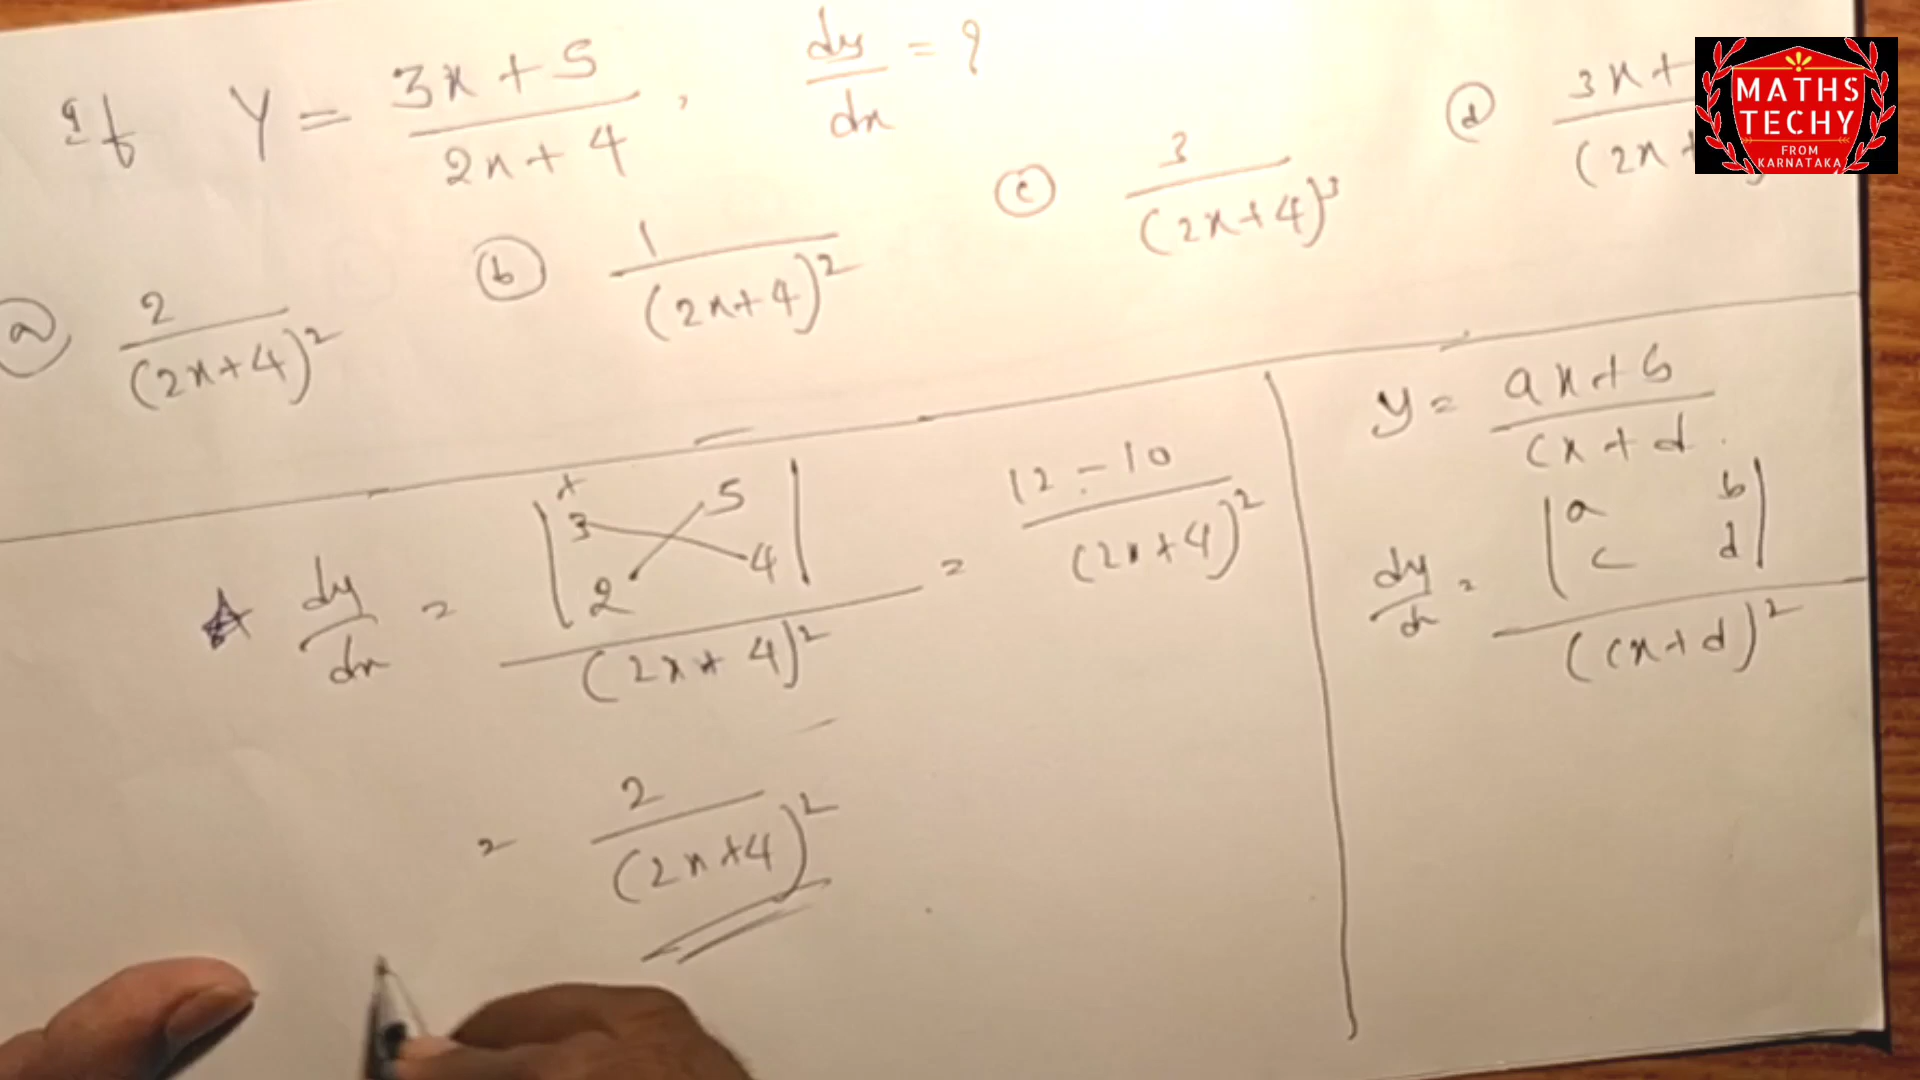 If Y = 3x+5 / 2x+4 , dy/dx = ?
(a) 2 / (2x+4)² (b) 1 / (2x+4)² (c) 3 / (2x+4)³ (d) 3x+ / (2x+
MATHS
TECHY
FROM
KARNATAKA
dy/dx = |3 5 2 4| / (2x+4)² = 12-10 / (2x+4)²
= 2 / (2x+4)²
y = ax+b / cx+d
dy/dx = |a b c d| / (cx+d)²